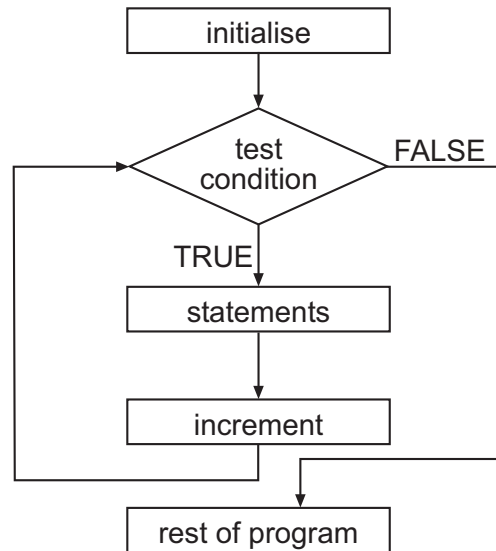 initialise
test
condition
FALSE
TRUE
statements
increment
rest of program